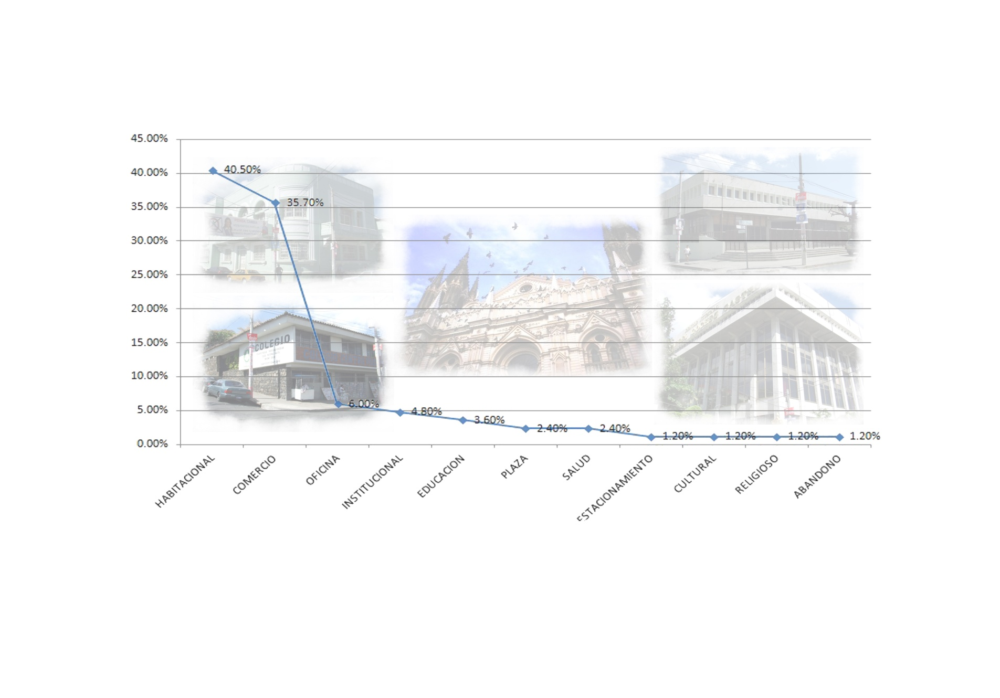 45.00%
40.00%
35.00%
30.00%
25.00%
20.00%
15.00%
10.00%
5.00%
0.00%
40.50%
35.70%
6.00%
4.80%
3.60%
2.40%
2.40%
1.20%
1.20%
1.20%
1.20%
HABITACIONAL
COMERCIO
OFICINA
INSTITUCIONAL
EDUCACION
PLAZA
SALUD
ESTACIONAMIENTO
CULTURAL
RELIGIOSO
ABANDONO
COLEGIO